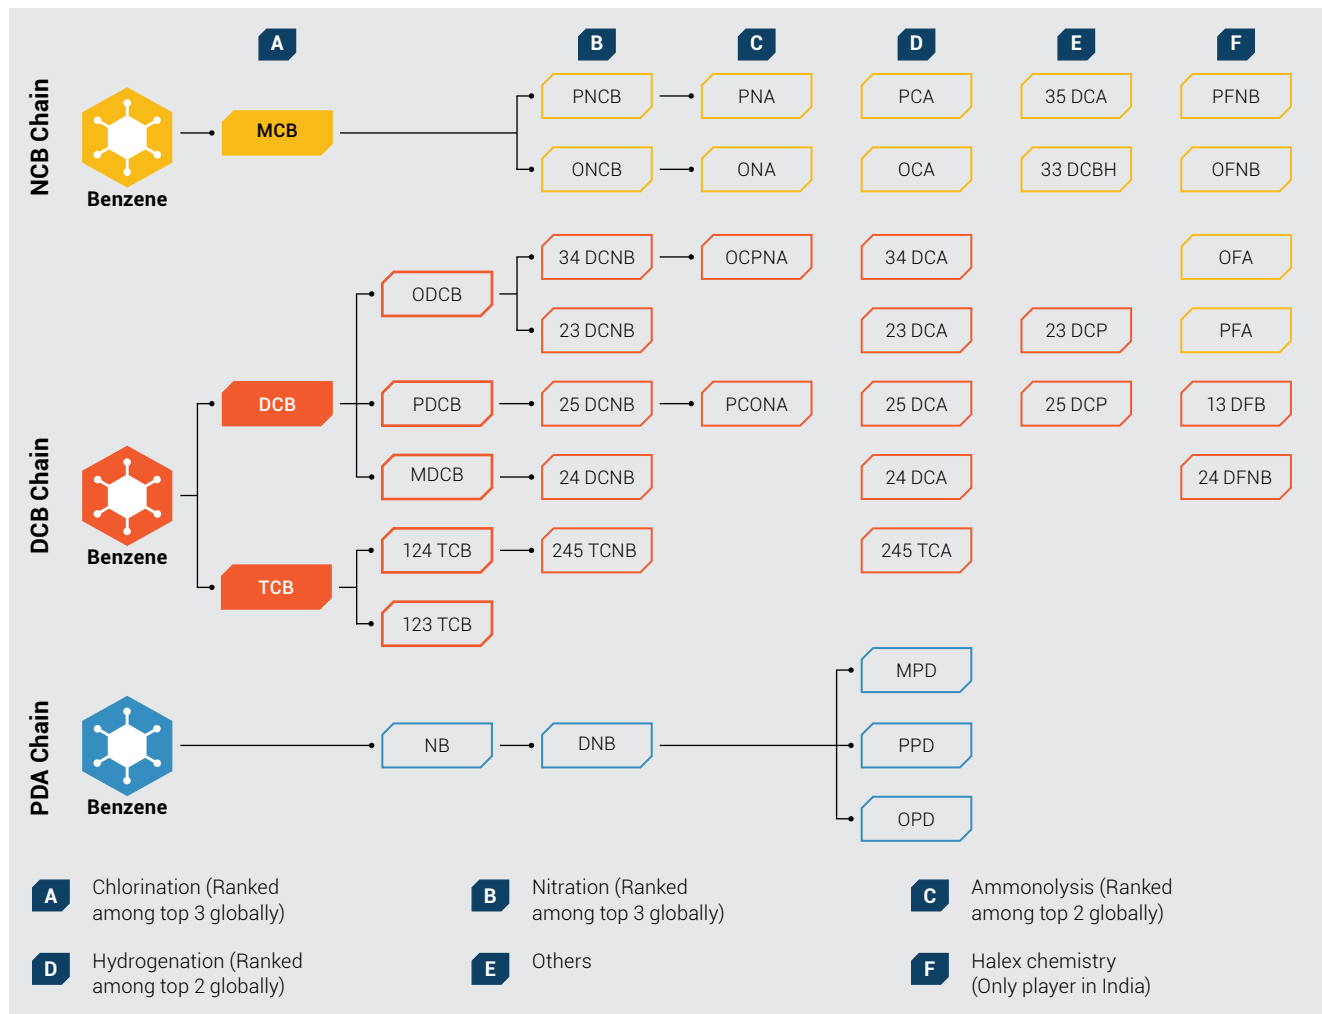 A
B
C
D
E
F
NCB Chain
Benzene
MCB
PNCB
PNA
PCA
35 DCA
PFNB
ONCB
ONA
OCA
33 DCBH
OFNB
DCB Chain
Benzene
DCB
TCB
ODCB
PDCB
MDCB
124 TCB
123 TCB
34 DCNB
OCPNA
34 DCA
OFA
23 DCNB
23 DCA
23 DCP
PFA
25 DCNB
PCONA
25 DCA
25 DCP
13 DFB
24 DCNB
24 DCA
24 DFNB
245 TCNB
245 TCA
PDA Chain
Benzene
NB
DNB
MPD
PPD
OPD
A
Chlorination (Ranked
among top 3 globally)
B
Nitration (Ranked
among top 3 globally)
C
Ammonolysis (Ranked
among top 2 globally)
D
Hydrogenation (Ranked
among top 2 globally)
E
Others
F
Halex chemistry
(Only player in India)